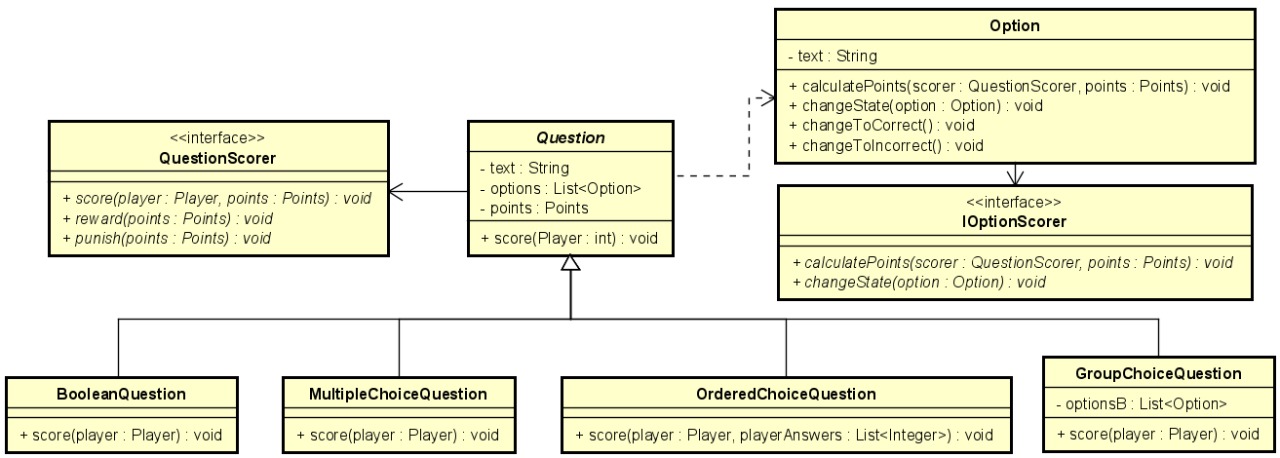 Option
- text : String
+ calculatePoints(scorer : QuestionScorer, points : Points) : void
+ changeState(option : Option) : void
+ changeToCorrect() : void
+ changeToIncorrect() : void
<<interface>>
QuestionScorer
+ score(player : Player, points : Points) : void
+ reward(points : Points) : void
+ punish(points : Points) : void
Question
- text : String
- options : List<Option>
- points : Points
+ score(Player : int) : void
<<interface>>
IOptionScorer
+ calculatePoints(scorer : QuestionScorer, points : Points) : void
+ changeState(option : Option) : void
BooleanQuestion
+ score(player : Player) : void
MultipleChoiceQuestion
+ score(player : Player) : void
OrderedChoiceQuestion
+ score(player : Player, playerAnswers : List<Integer>) : void
GroupChoiceQuestion
- optionsB : List<Option>
+ score(player : Player) : void